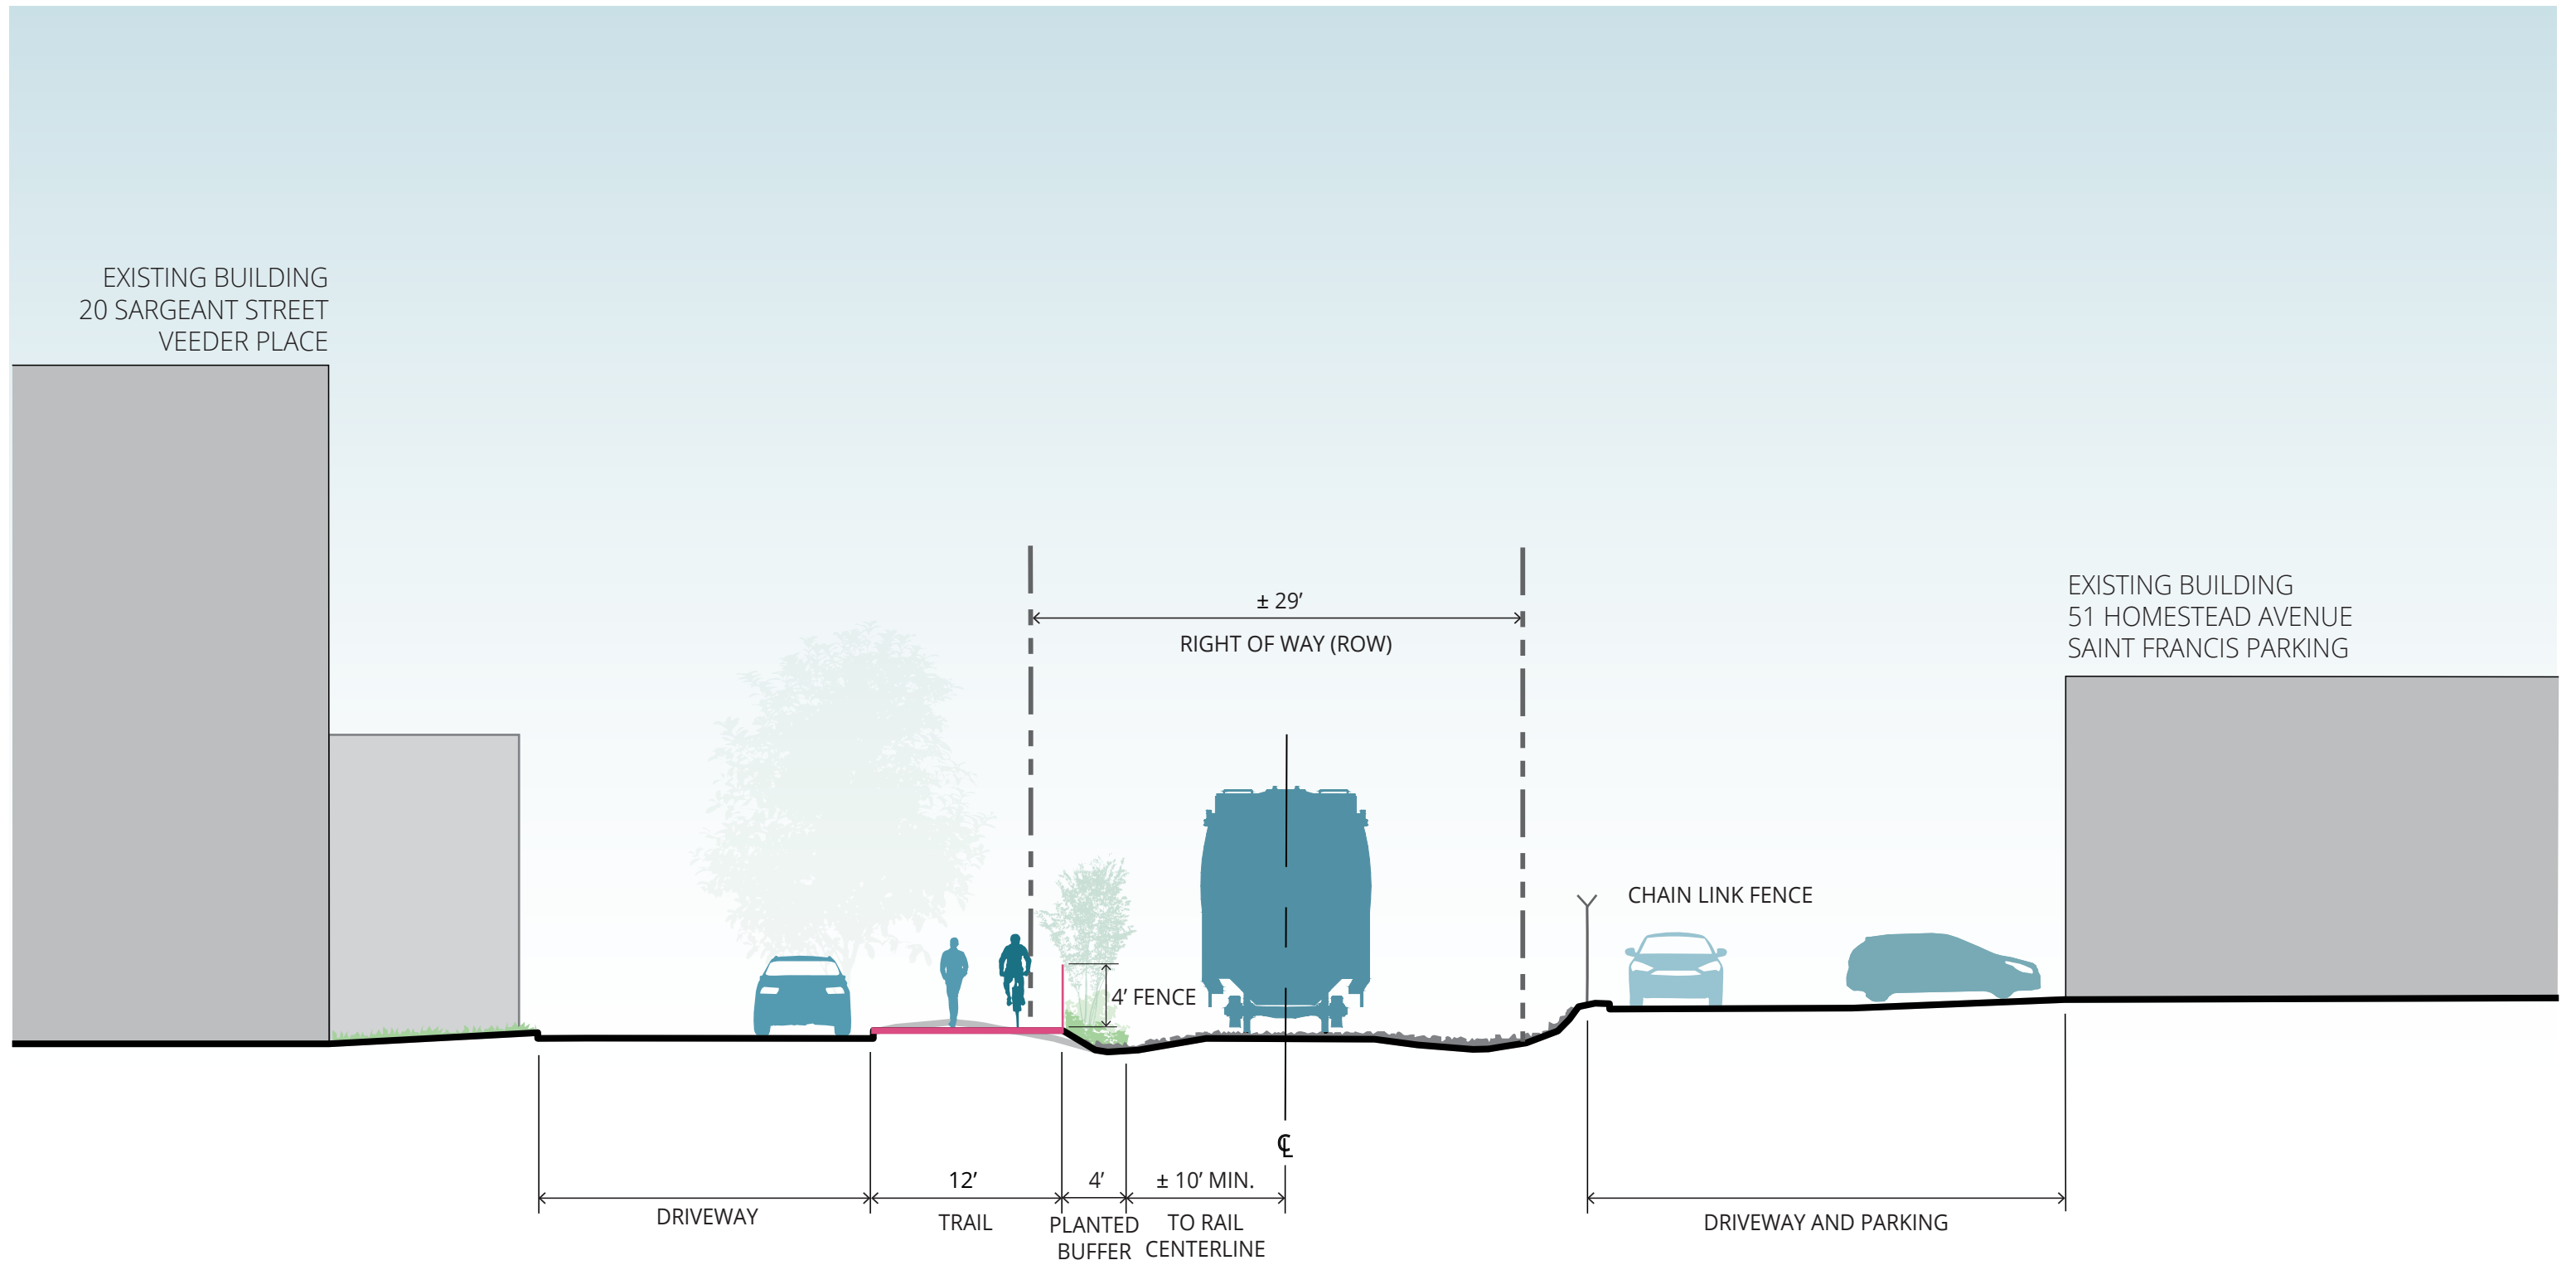 EXISTING BUILDING
20 SARGEANT STREET
VEEDER PLACE
± 29’
RIGHT OF WAY (ROW)
EXISTING BUILDING
51 HOMESTEAD AVENUE
SAINT FRANCIS PARKING
CHAIN LINK FENCE
4’ FENCE
℄
12’
4’
± 10’ MIN.
DRIVEWAY
TRAIL
PLANTED
BUFFER
TO RAIL
CENTERLINE
DRIVEWAY AND PARKING